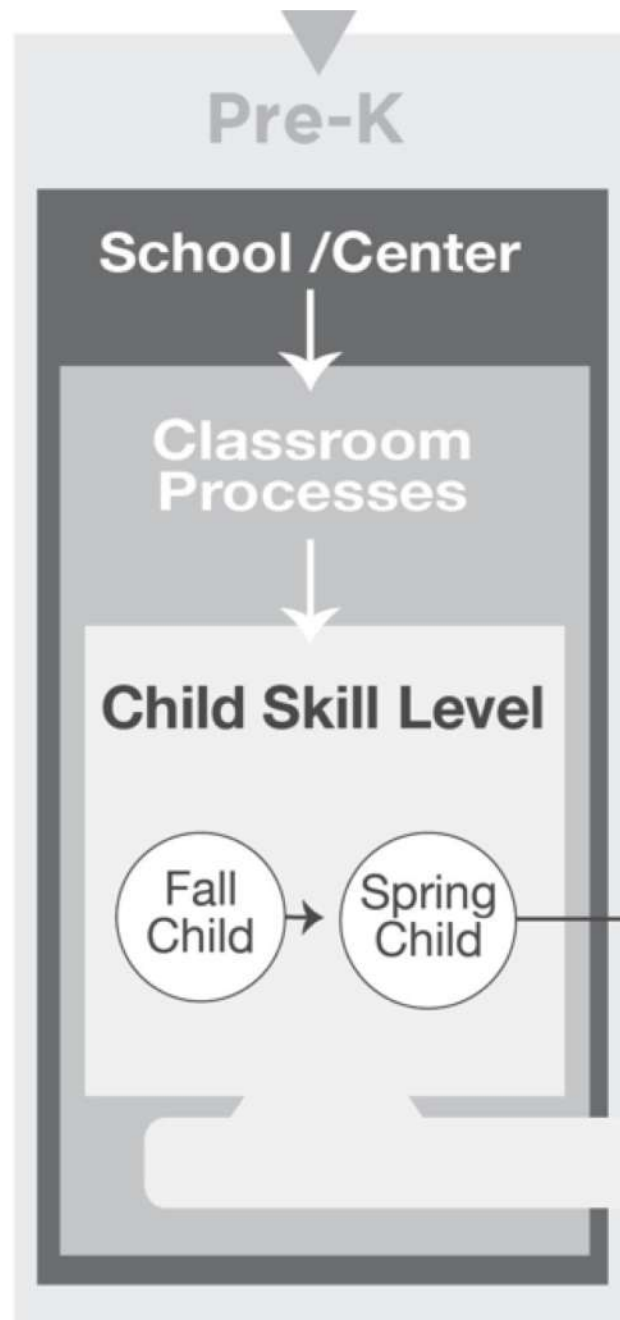 Pre-K
School /Center
Classroom
Processes
Child Skill Level
Fall
Child
Spring
Child